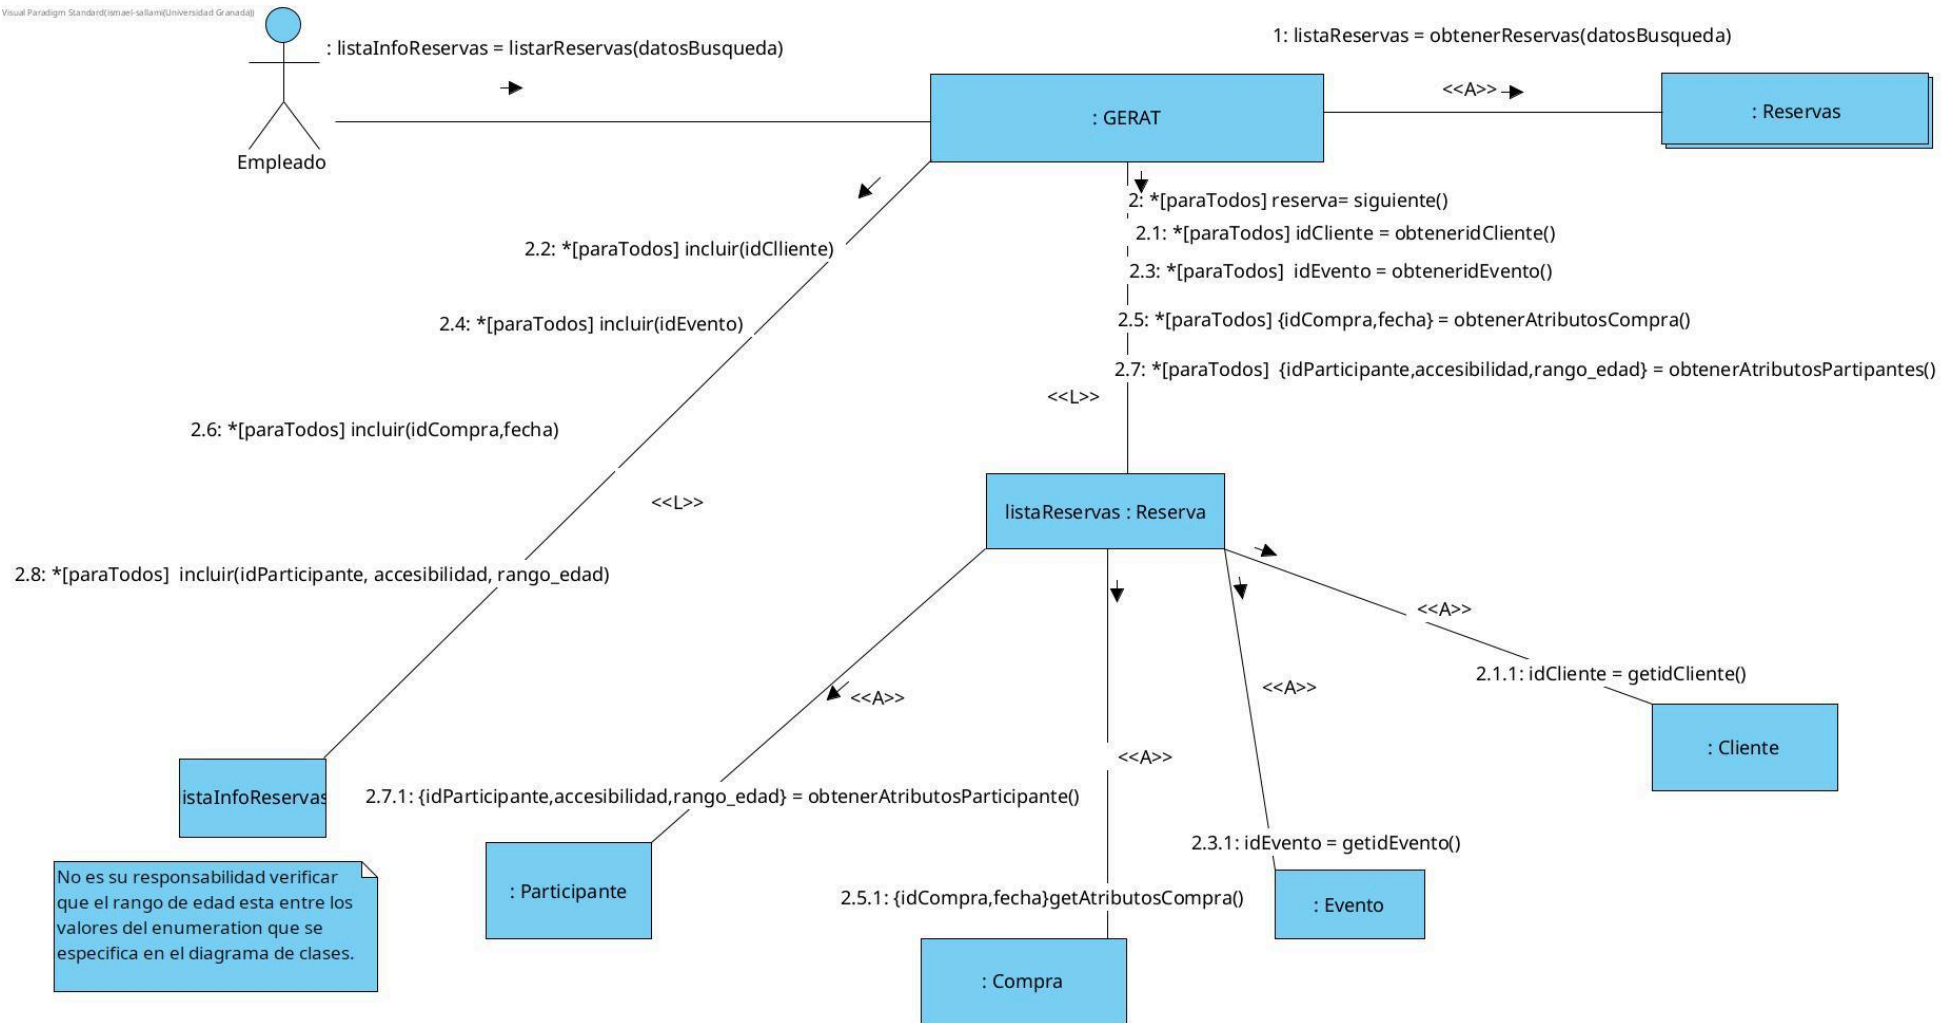 Visual Paradigm Standard(ismael-sallami(Universidad Granada))
: listaInfoReservas = listarReservas(datosBusqueda)
1: listaReservas = obtenerReservas(datosBusqueda)
<<A>>
: GERAT
: Reservas
Empleado
2: *[paraTodos] reserva= siguiente()
2.1: *[paraTodos] idCliente = obteneridCliente()
2.2: *[paraTodos] incluir(idClliente)
2.3: *[paraTodos]  idEvento = obteneridEvento()
2.4: *[paraTodos] incluir(idEvento)
2.5: *[paraTodos] {idCompra,fecha} = obtenerAtributosCompra()
2.7: *[paraTodos]  {idParticipante,accesibilidad,rango_edad} = obtenerAtributosPartipantes()
<<L>>
2.6: *[paraTodos] incluir(idCompra,fecha)
<<L>>
listaReservas : Reserva
2.8: *[paraTodos]  incluir(idParticipante, accesibilidad, rango_edad)
<<A>>
2.1.1: idCliente = getidCliente()
<<A>>
<<A>>
: Cliente
<<A>>
istaInfoReservas
2.7.1: {idParticipante,accesibilidad,rango_edad} = obtenerAtributosParticipante()
2.3.1: idEvento = getidEvento()
No es su responsabilidad verificar
que el rango de edad esta entre los
valores del enumeration que se
especifica en el diagrama de clases.
: Participante
2.5.1: {idCompra,fecha}getAtributosCompra()
: Evento
: Compra